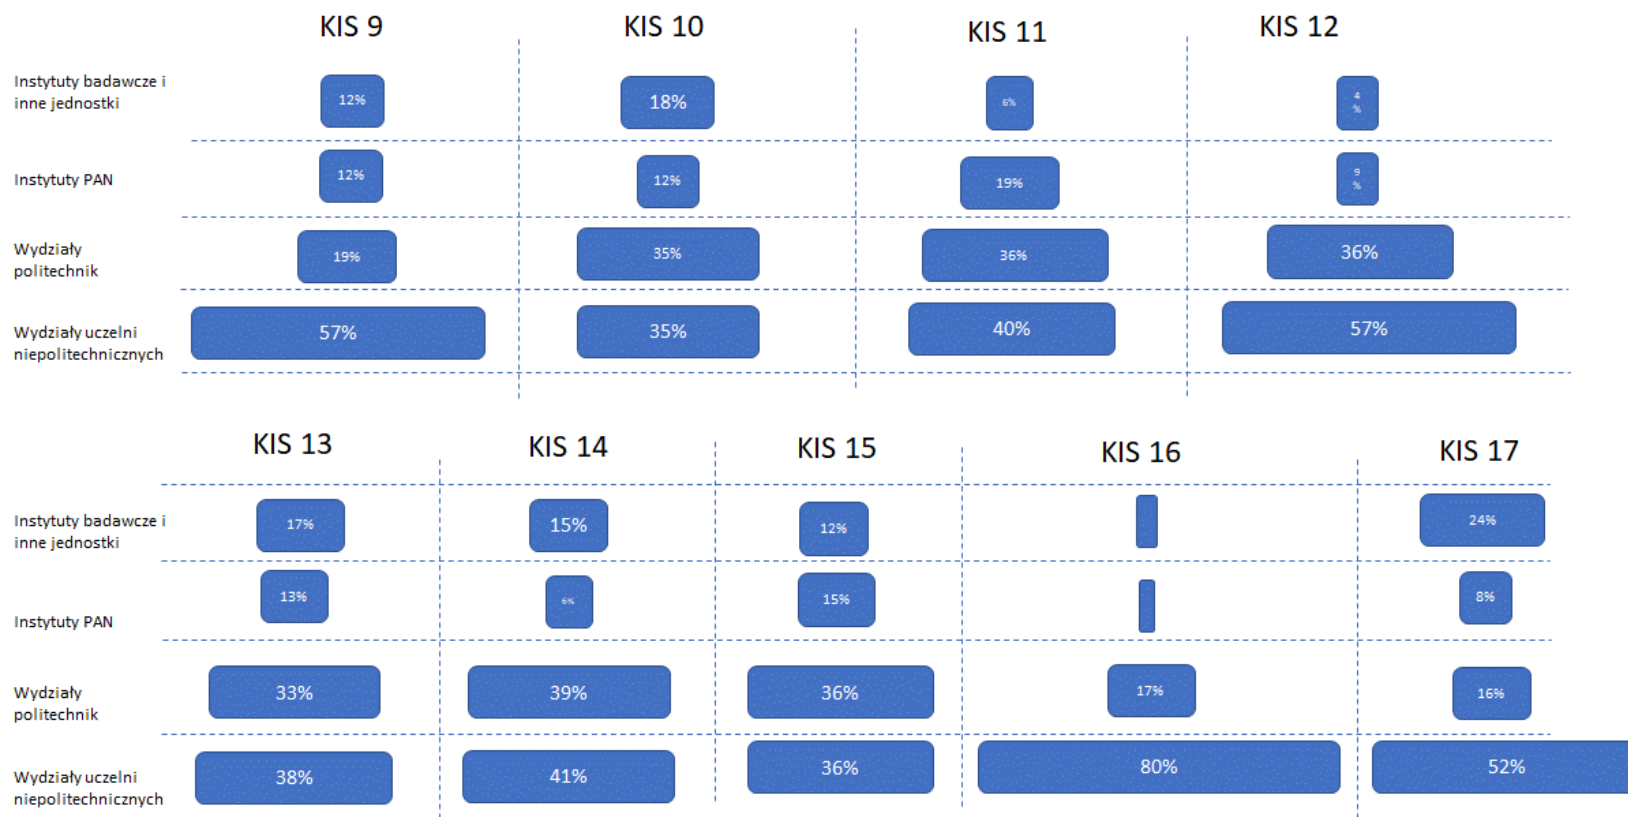 KIS 9 KIS 10 KIS 11 KIS 12
Instytuty badawcze i
inne jednostki
12% 18% 6% 4
%
Instytuty PAN
12% 12% 19% 9
%
Wydziały
politechnik
19% 35% 36% 36%
Wydziały uczelni
niepolitechnicznych
57% 35% 40% 57%
KIS 13 KIS 14 KIS 15 KIS 16 KIS 17
Instytuty badawcze i
inne jednostki
17% 15% 12% 24%
Instytuty PAN
13% 6% 15% 8%
Wydziały
politechnik
33% 39% 36% 17% 16%
Wydziały uczelni
niepolitechnicznych
38% 41% 36% 80% 52%